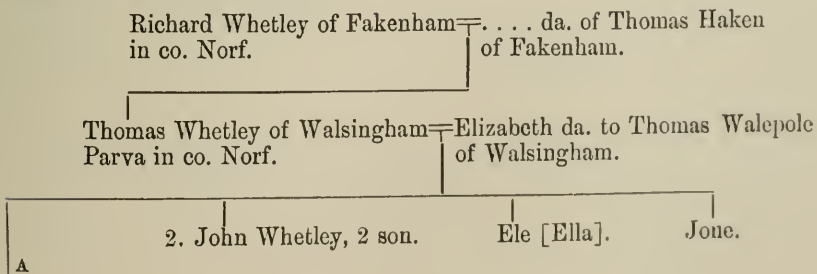 Richard Whetley of Fakenham=. . . . da. of Thomas Haken
in co. Norf. of Fakenham.
Thomas Whetley of Walsingham=Elizabeth da. to Thomas Walepole
Parva in co. Norf. of Walsingham.
2. John Whetley, 2 son. Ele [Ella]. Jone.
A